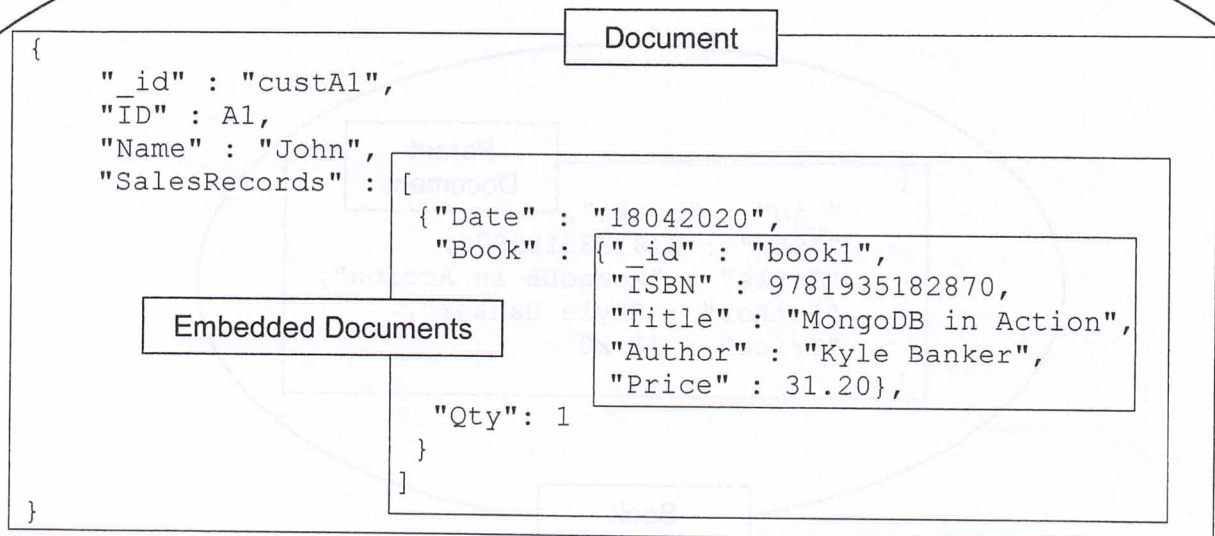 Document
{
"_id" : "custA1",
"ID" : A1,
"Name" : "John",
"SalesRecords" : [
{"Date" : "18042020",
"Book" : {"_id" : "book1",
"ISBN" : 9781935182870,
"Title" : "MongoDB in Action",
Embedded Documents
"Author" : "Kyle Banker",
"Price" : 31.20},
"Qty": 1
}
]
}